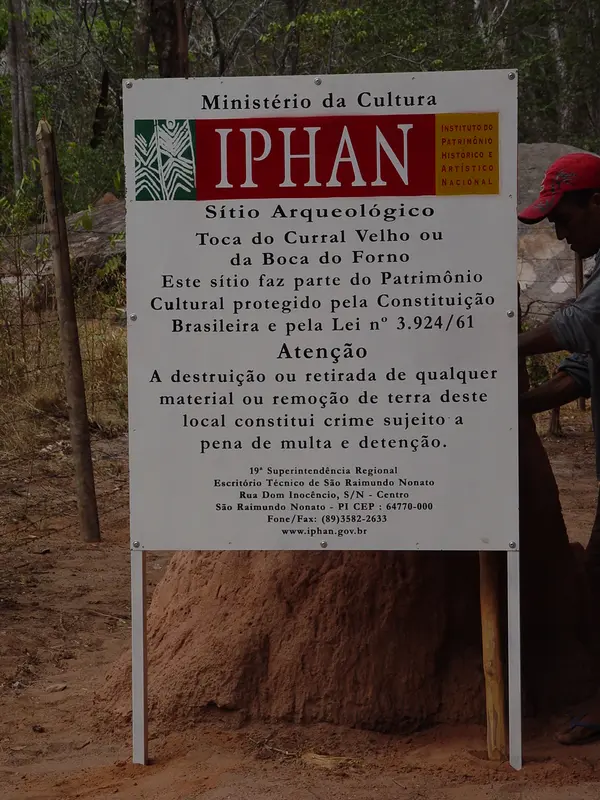 Ministério da Cultura
IPHAN
INSTITUTO DO
PATRIMÔNIO
HISTÓRICO E
ARTÍSTICO
NACIONAL
Sítio Arqueológico
Toca do Curral Velho ou
da Boca do Forno
Este sítio faz parte do Patrimônio
Cultural protegido pela Constituição
Brasileira e pela Lei nº 3.924/61
Atenção
A destruição ou retirada de qualquer
material ou remoção de terra deste
local constitui crime sujeito a
pena de multa e detenção.
19ª Superintendência Regional
Escritório Técnico de São Raimundo Nonato
Rua Dom Inocêncio, S/N - Centro
São Raimundo Nonato - PI CEP : 64770-000
Fone/Fax: (89)3582-2633
www.iphan.gov.br